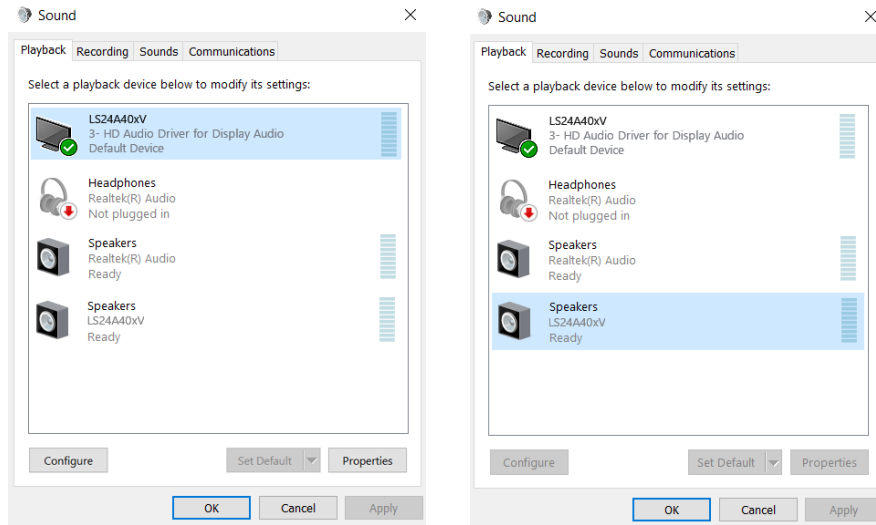 Sound
Playback Recording Sounds Communications
Select a playback device below to modify its settings:
LS24A40xV
3- HD Audio Driver for Display Audio
Default Device
Headphones
Realtek(R) Audio
Not plugged in
Speakers
Realtek(R) Audio
Ready
Speakers
LS24A40xV
Ready
Configure Set Default Properties
OK Cancel Apply
Sound
Playback Recording Sounds Communications
Select a playback device below to modify its settings:
LS24A40xV
3- HD Audio Driver for Display Audio
Default Device
Headphones
Realtek(R) Audio
Not plugged in
Speakers
Realtek(R) Audio
Ready
Speakers
LS24A40xV
Ready
Configure Set Default Properties
OK Cancel Apply